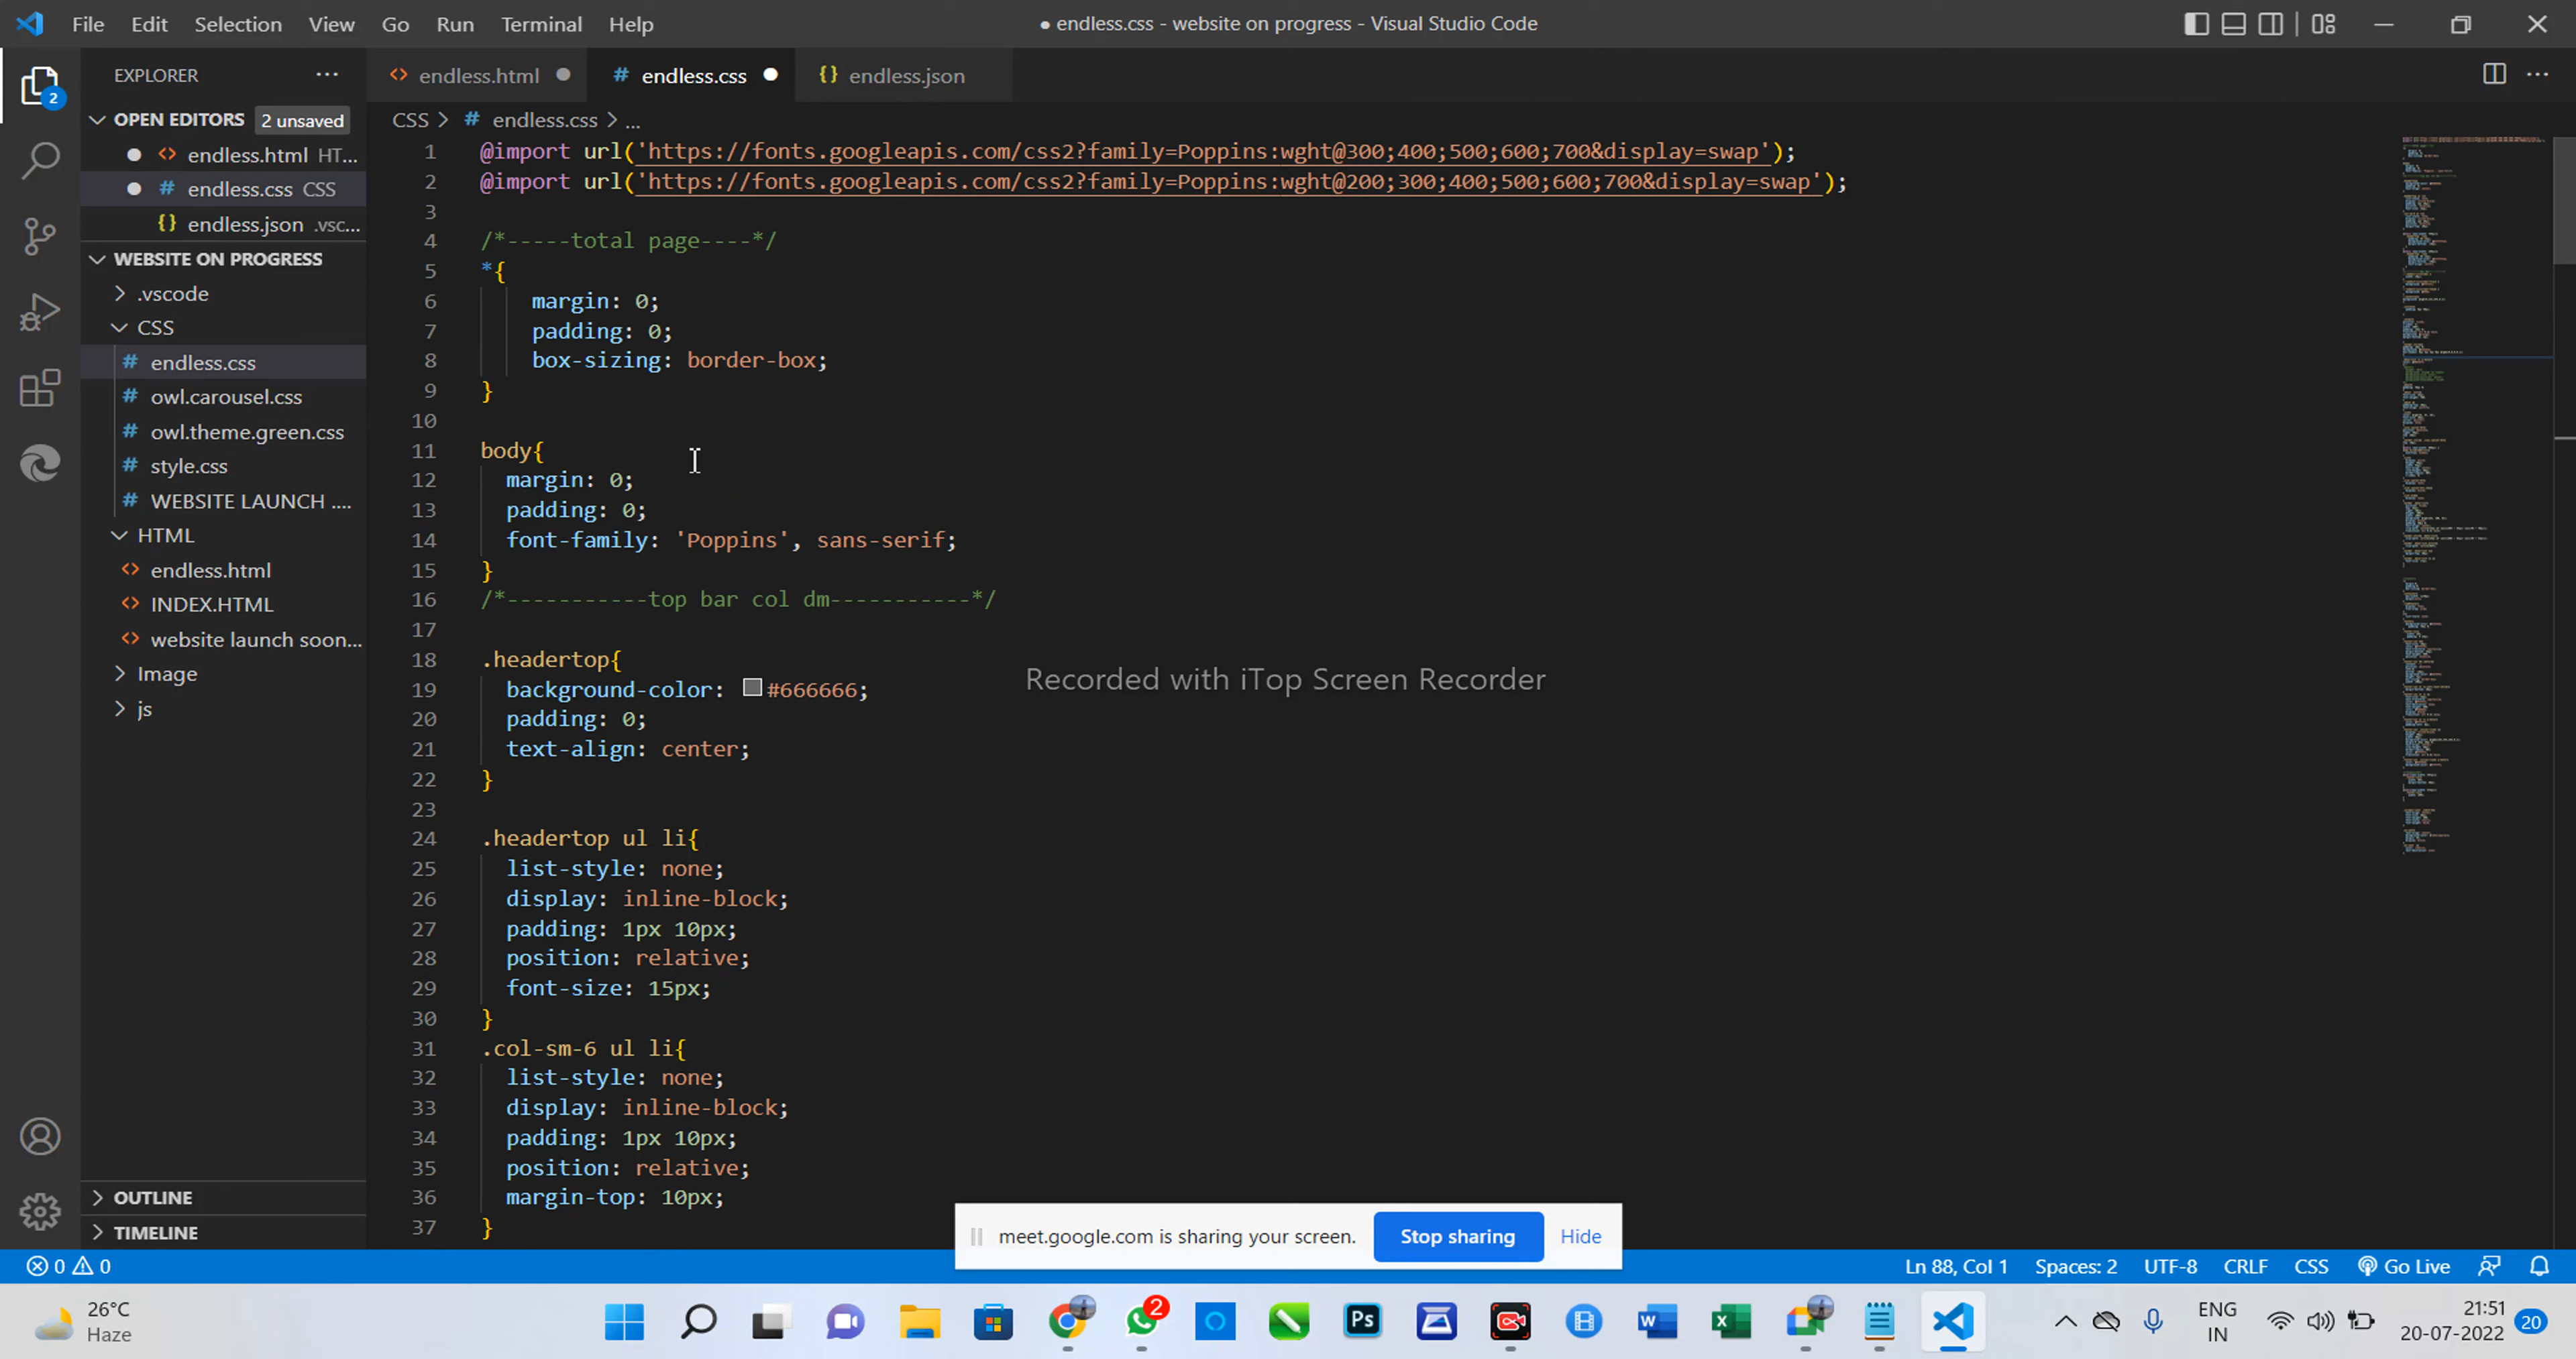 File Edit Selection View Go Run Terminal Help
● endless.css - website on progress - Visual Studio Code
EXPLORER ...
endless.html
# endless.css
{} endless.json
2
OPEN EDITORS 2 unsaved
endless.html HT...
# endless.css CSS
{} endless.json .vsc...
WEBSITE ON PROGRESS
.vscode
CSS
# endless.css
# owl.carousel.css
# owl.theme.green.css
# style.css
# WEBSITE LAUNCH ....
HTML
endless.html
INDEX.HTML
website launch soon...
Image
js
OUTLINE
TIMELINE
CSS > # endless.css > ...
1 @import url('https://fonts.googleapis.com/css2?family=Poppins:wght@300;400;500;600;700&display=swap');
2 @import url('https://fonts.googleapis.com/css2?family=Poppins:wght@200;300;400;500;600;700&display=swap');
3
4 /*-----total page----*/
5 *{
6 margin: 0;
7 padding: 0;
8 box-sizing: border-box;
9 }
10
11 body{
12 margin: 0;
13 padding: 0;
14 font-family: 'Poppins', sans-serif;
15 }
16 /*-----------top bar col dm-----------*/
17
18 .headertop{
19 background-color: #666666;
20 padding: 0;
21 text-align: center;
22 }
23
24 .headertop ul li{
25 list-style: none;
26 display: inline-block;
27 padding: 1px 10px;
28 position: relative;
29 font-size: 15px;
30 }
31 .col-sm-6 ul li{
32 list-style: none;
33 display: inline-block;
34 padding: 1px 10px;
35 position: relative;
36 margin-top: 10px;
37 }
Recorded with iTop Screen Recorder
meet.google.com is sharing your screen. Stop sharing Hide
0 0
Ln 88, Col 1 Spaces: 2 UTF-8 CRLF CSS Go Live
26°C
Haze
2
Ps
ENG
IN
21:51
20-07-2022
20